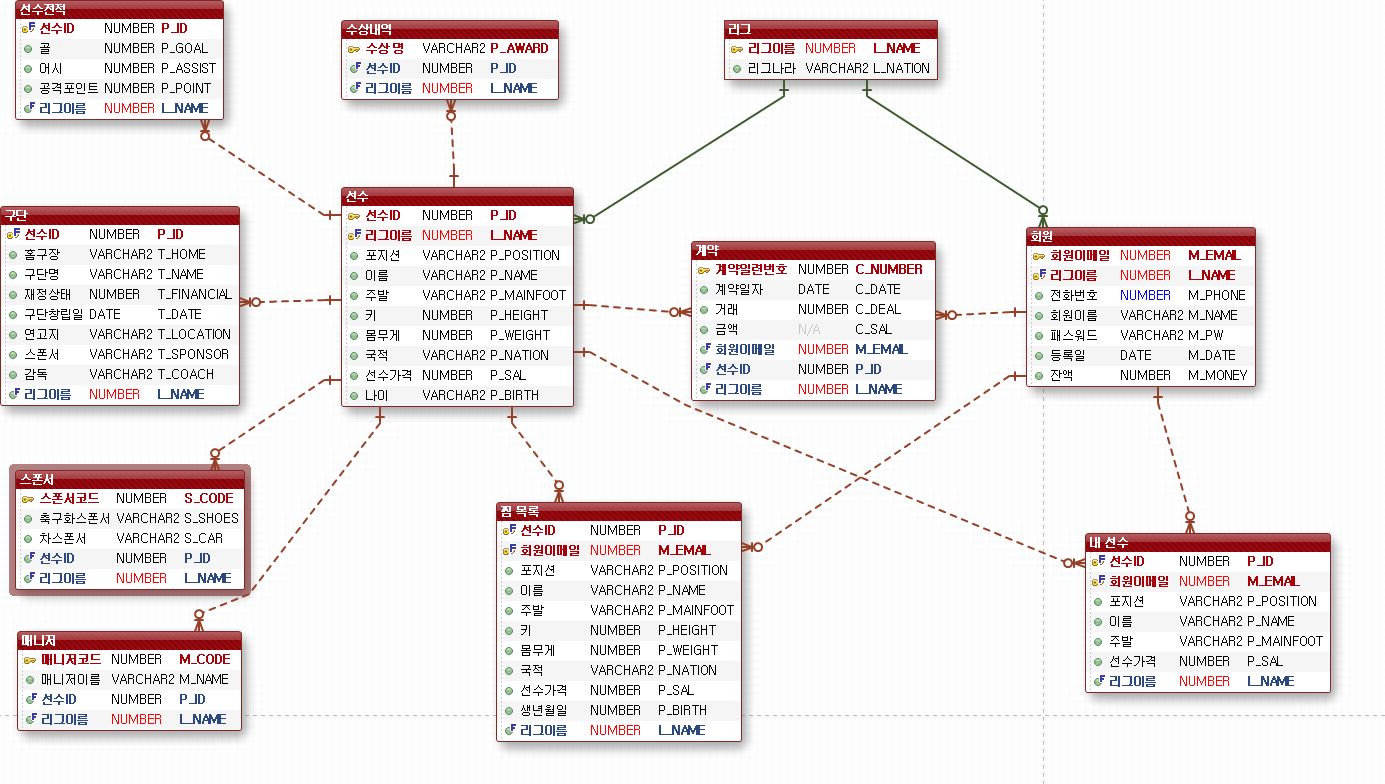 선수전적
선수ID NUMBER P_ID
골 NUMBER P_GOAL
어시 NUMBER P_ASSIST
공격포인트 NUMBER P_POINT
리그이름 NUMBER L_NAME
수상내역
수상 명 VARCHAR2 P_AWARD
선수ID NUMBER P_ID
리그이름 NUMBER L_NAME
리그
리그이름 NUMBER L_NAME
리그나라 VARCHAR2 L_NATION
구단
선수ID NUMBER P_ID
홈구장 VARCHAR2 T_HOME
구단명 VARCHAR2 T_NAME
재정상태 NUMBER T_FINANCIAL
구단창립일 DATE T_DATE
연고지 VARCHAR2 T_LOCATION
스폰서 VARCHAR2 T_SPONSOR
감독 VARCHAR2 T_COACH
리그이름 NUMBER L_NAME
선수
선수ID NUMBER P_ID
리그이름 NUMBER L_NAME
포지션 VARCHAR2 P_POSITION
이름 VARCHAR2 P_NAME
주발 VARCHAR2 P_MAINFOOT
키 NUMBER P_HEIGHT
몸무게 NUMBER P_WEIGHT
국적 VARCHAR2 P_NATION
선수가격 NUMBER P_SAL
나이 VARCHAR2 P_BIRTH
계약
계약일련번호 NUMBER C_NUMBER
계약일자 DATE C_DATE
거래 NUMBER C_DEAL
금액 N/A C_SAL
회원이메일 NUMBER M_EMAIL
선수ID NUMBER P_ID
리그이름 NUMBER L_NAME
회원
회원이메일 NUMBER M_EMAIL
리그이름 NUMBER L_NAME
전화번호 NUMBER M_PHONE
회원이름 VARCHAR2 M_NAME
패스워드 VARCHAR2 M_PW
등록일 DATE M_DATE
잔액 NUMBER M_MONEY
스폰서
스폰서코드 NUMBER S_CODE
축구화스폰서 VARCHAR2 S_SHOES
차스폰서 VARCHAR2 S_CAR
선수ID NUMBER P_ID
리그이름 NUMBER L_NAME
매니저
매니저코드 NUMBER M_CODE
매니저이름 VARCHAR2 M_NAME
선수ID NUMBER P_ID
리그이름 NUMBER L_NAME
찜 목록
선수ID NUMBER P_ID
회원이메일 NUMBER M_EMAIL
포지션 VARCHAR2 P_POSITION
이름 VARCHAR2 P_NAME
주발 VARCHAR2 P_MAINFOOT
키 NUMBER P_HEIGHT
몸무게 NUMBER P_WEIGHT
국적 VARCHAR2 P_NATION
선수가격 NUMBER P_SAL
생년월일 NUMBER P_BIRTH
리그이름 NUMBER L_NAME
내 선수
선수ID NUMBER P_ID
회원이메일 NUMBER M_EMAIL
포지션 VARCHAR2 P_POSITION
이름 VARCHAR2 P_NAME
주발 VARCHAR2 P_MAINFOOT
선수가격 NUMBER P_SAL
리그이름 NUMBER L_NAME